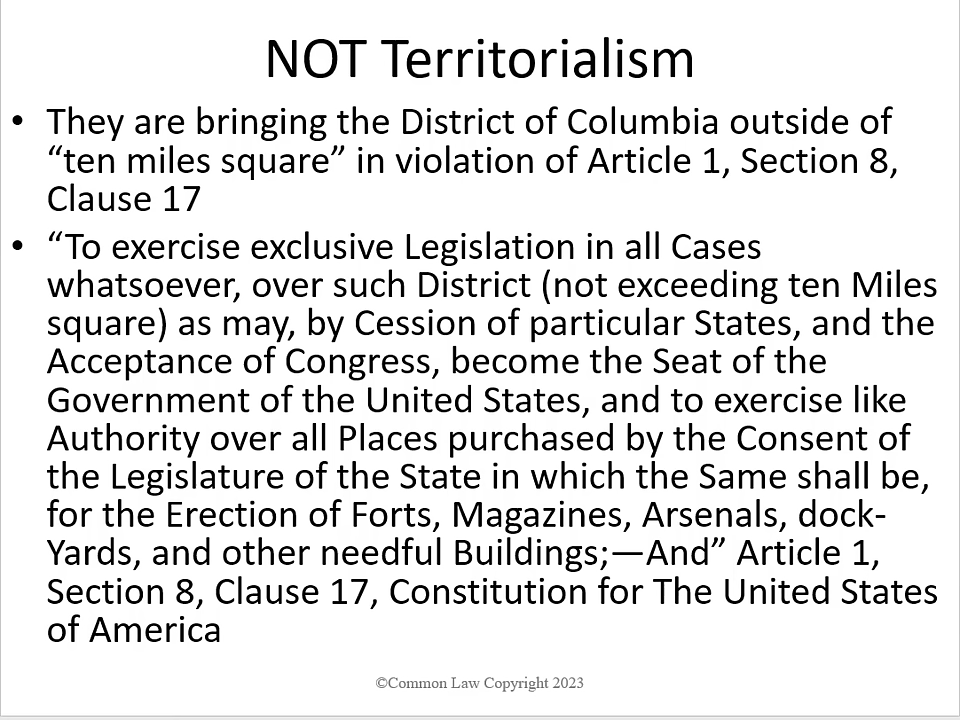 NOT Territorialism
• They are bringing the District of Columbia outside of
“ten miles square” in violation of Article 1, Section 8,
Clause 17
• “To exercise exclusive Legislation in all Cases
whatsoever, over such District (not exceeding ten Miles
square) as may, by Cession of particular States, and the
Acceptance of Congress, become the Seat of the
Government of the United States, and to exercise like
Authority over all Places purchased by the Consent of
the Legislature of the State in which the Same shall be,
for the Erection of Forts, Magazines, Arsenals, dock-
Yards, and other needful Buildings;—And” Article 1,
Section 8, Clause 17, Constitution for The United States
of America
©Common Law Copyright 2023